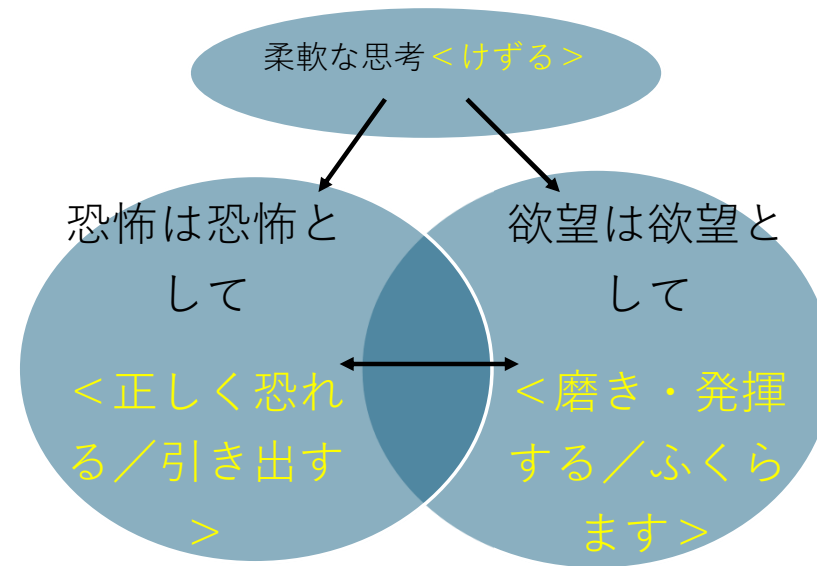 柔軟な思考<けずる>
恐怖は恐怖と
して
<正しく恐れ
る/引き出す
>
欲望は欲望と
して
<磨き・発揮
する/ふくら
ます>